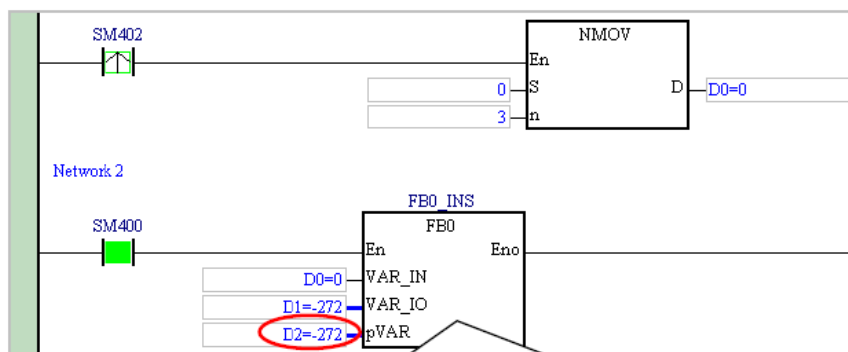 SM402
NMOV
En
0 S D D0=0
3 n
Network 2
FB0_INS
SM400
FB0
En Eno
D0=0 VAR_IN
D1=-272 VAR_IO
D2=-272 pVAR